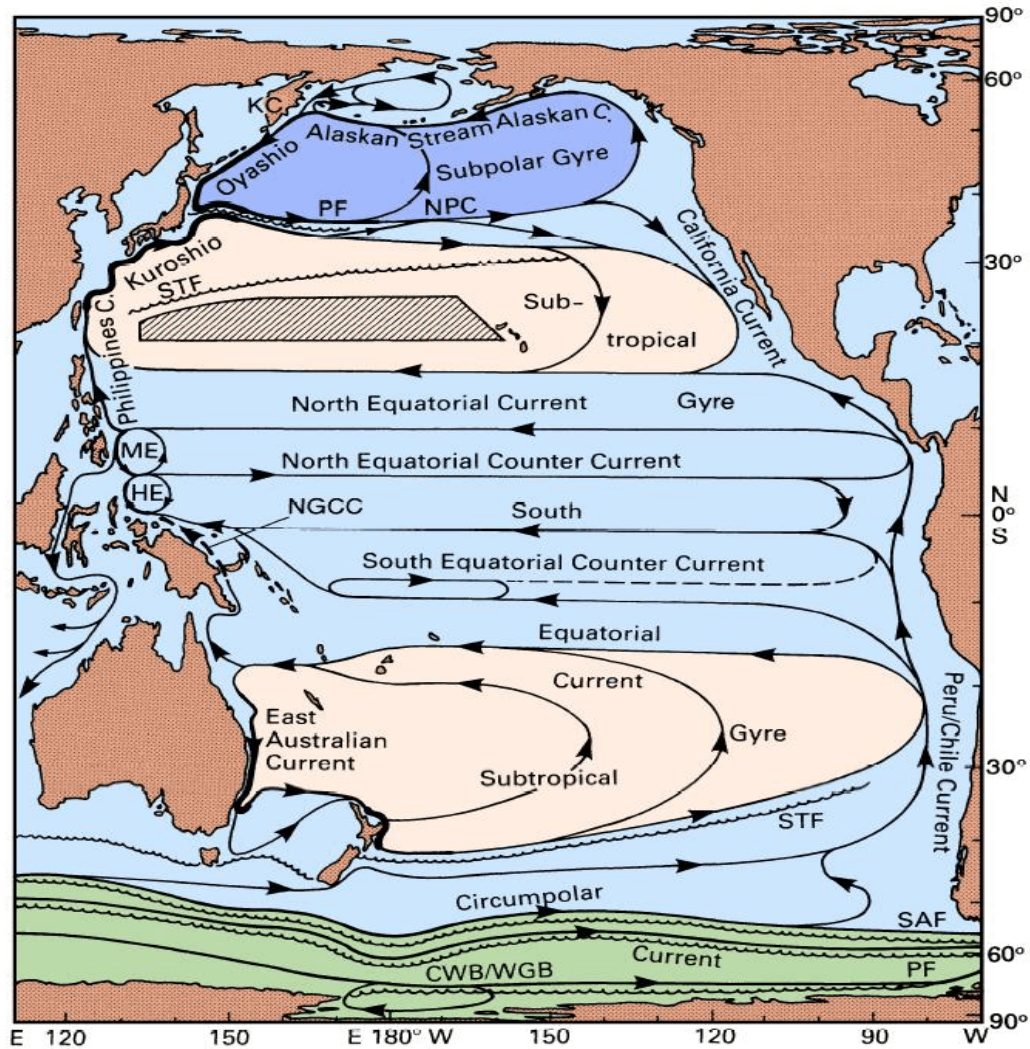 90°
60°
KC
Alaskan Stream Alaskan C.
Oyashio
Subpolar Gyre
PF
NPC
California Current
30°
Kuroshio
STF
Philippines C.
Sub-
tropical
North Equatorial Current
Gyre
ME
North Equatorial Counter Current
HE
NGCC
South
N
0°
S
South Equatorial Counter Current
Equatorial
Current
East
Australian
Current
Gyre
Subtropical
Peru/Chile Current
30°
STF
Circumpolar
SAF
Current
60°
CWB/WGB
PF
90°
E 120 150 E 180° W 150 120 90 W